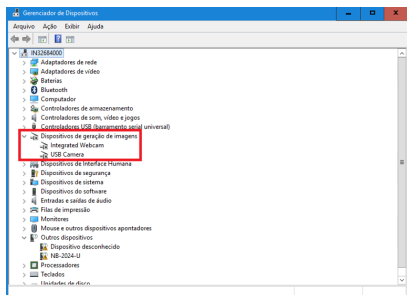 Gerenciador de Dispositivos
Arquivo Ação Exibir Ajuda
IN32684000
Adaptadores de rede
Adaptadores de vídeo
Baterias
Bluetooth
Computador
Controladores de armazenamento
Controladores de som, vídeo e jogos
Controladores USB (barramento serial universal)
Dispositivos de geração de imagens
Integrated Webcam
USB Camera
Dispositivos de Interface Humana
Dispositivos de segurança
Dispositivos de sistema
Dispositivos do software
Entradas e saídas de áudio
Filas de impressão
Monitores
Mouse e outros dispositivos apontadores
Outros dispositivos
Dispositivo desconhecido
NB-2024-U
Processadores
Teclados
Unidades de disco